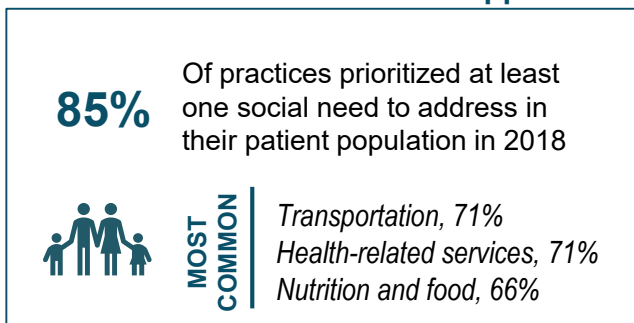 85%
Of practices prioritized at least
one social need to address in
their patient population in 2018
MOST
COMMON
Transportation, 71%
Health-related services, 71%
Nutrition and food, 66%